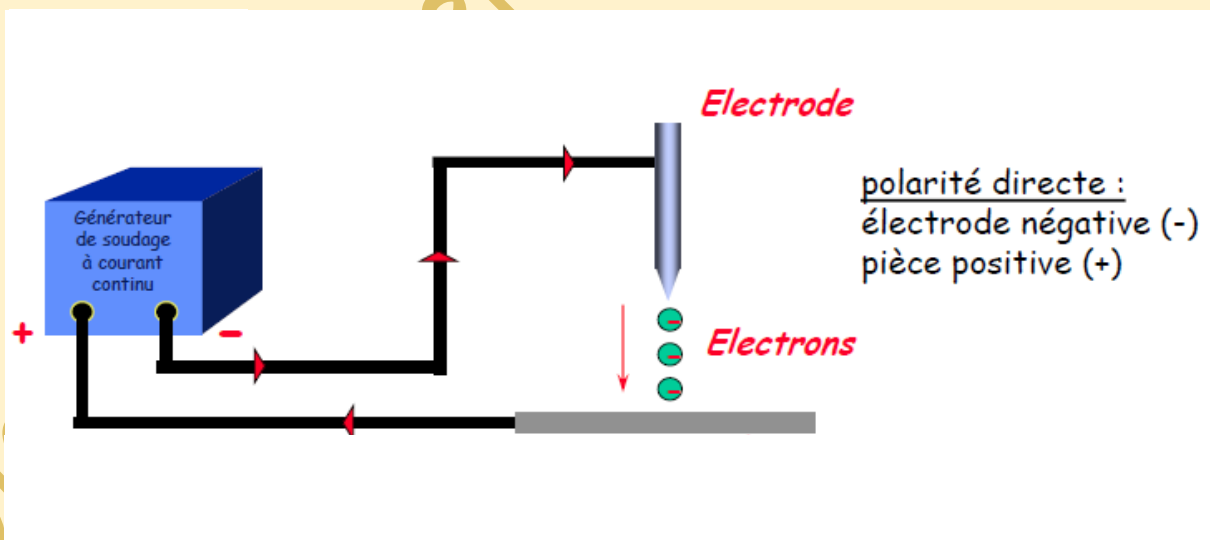 Electrode
polarité directe :
électrode négative (-)
pièce positive (+)
Générateur
de soudage
à courant
continu
+
-
Electrons
-
-
-